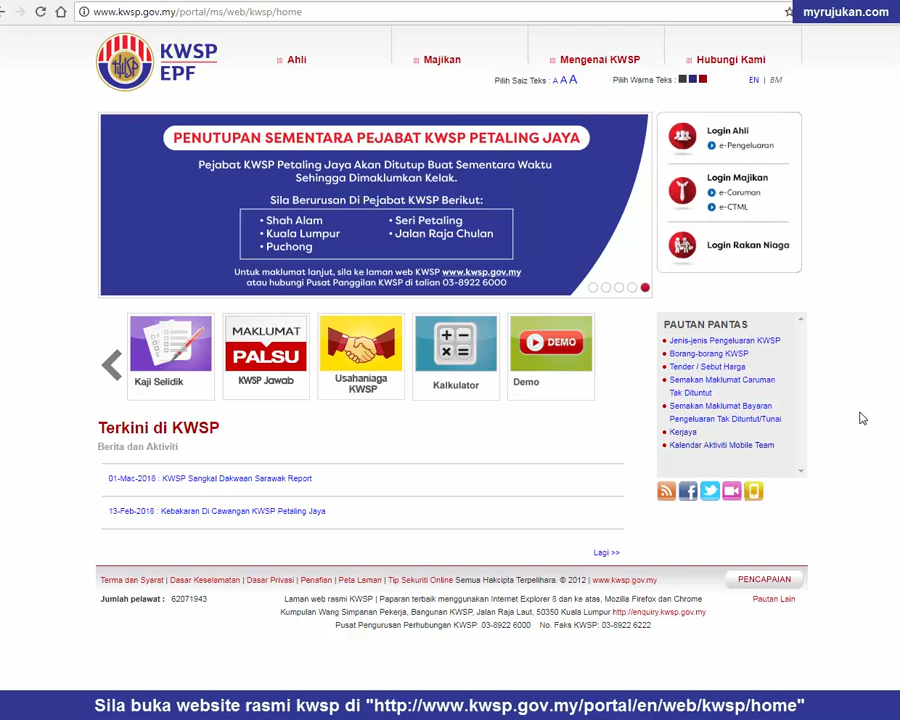 www.kwsp.gov.my/portal/ms/web/kwsp/home
myrujukan.com
KWSP
EPF
KWSP
Ahli
Majikan
Mengenai KWSP
Hubungi Kami
Pilih Saiz Teks : A A A
Pilih Warna Teks :
EN | BM
PENUTUPAN SEMENTARA PEJABAT KWSP PETALING JAYA
Pejabat KWSP Petaling Jaya Akan Ditutup Buat Sementara Waktu
Sehingga Dimaklumkan Kelak.
Sila Berurusan Di Pejabat KWSP Berikut:
• Shah Alam
• Kuala Lumpur
• Puchong
• Seri Petaling
• Jalan Raja Chulan
Untuk maklumat lanjut, sila ke laman web KWSP www.kwsp.gov.my
atau hubungi Pusat Panggilan KWSP di talian 03-8922 6000
Login Ahli
e-Pengeluaran
Login Majikan
e-Caruman
e-CTML
Login Rakan Niaga
Kaji Selidik
MAKLUMAT
PALSU
KWSP Jawab
Usahaniaga
KWSP
Kalkulator
DEMO
Demo
PAUTAN PANTAS
Jenis-jenis Pengeluaran KWSP
Borang-borang KWSP
Tender / Sebut Harga
Semakan Maklumat Caruman
Tak Dituntut
Semakan Maklumat Bayaran
Pengeluaran Tak Dituntut/Tunai
Kerjaya
Kalendar Aktiviti Mobile Team
Terkini di KWSP
Berita dan Aktiviti
01-Mac-2018 : KWSP Sangkal Dakwaan Sarawak Report
13-Feb-2018 : Kebakaran Di Cawangan KWSP Petaling Jaya
Lagi >>
Terma dan Syarat | Dasar Keselamatan | Dasar Privasi | Penafian | Peta Laman | Tip Sekuriti Online Semua Hakcipta Terpelihara. © 2012 | www.kwsp.gov.my
PENCAPAIAN
Jumlah pelawat : 62071943
Laman web rasmi KWSP | Paparan terbaik menggunakan Internet Explorer 8 dan ke atas, Mozilla Firefox dan Chrome
Pautan Lain
Kumpulan Wang Simpanan Pekerja, Bangunan KWSP, Jalan Raja Laut, 50350 Kuala Lumpur http://enquiry.kwsp.gov.my
Pusat Pengurusan Perhubungan KWSP: 03-8922 6000 No. Faks KWSP: 03-8922 6222
Sila buka website rasmi kwsp di "http://www.kwsp.gov.my/portal/en/web/kwsp/home"